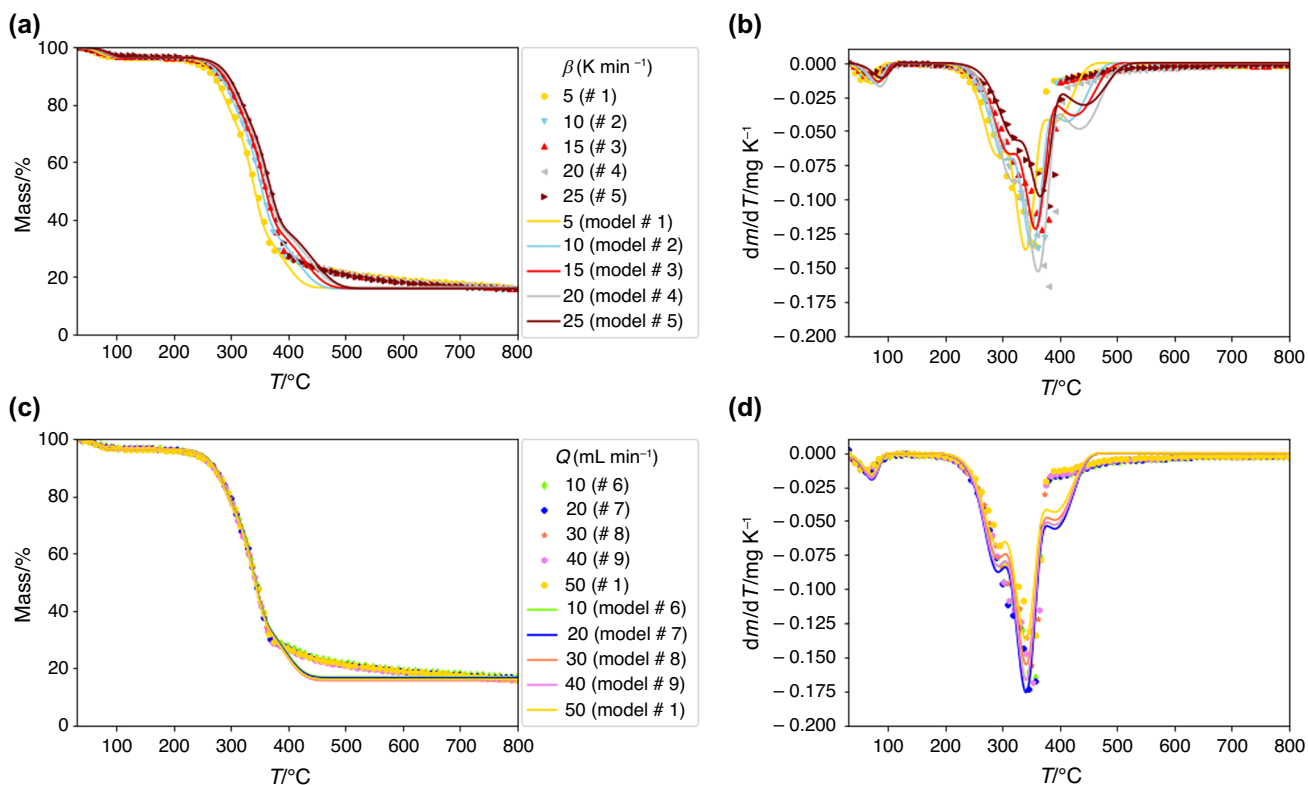 (a)
Mass/%
100
80
60
40
20
0
100 200 300 400 500 600 700 800
T/°C
β (K min ⁻¹)
5 (# 1)
10 (# 2)
15 (# 3)
20 (# 4)
25 (# 5)
5 (model # 1)
10 (model # 2)
15 (model # 3)
20 (model # 4)
25 (model # 5)
(b)
dm/dT/mg K⁻¹
0.000
– 0.025
– 0.050
– 0.075
– 0.100
– 0.125
– 0.150
– 0.175
– 0.200
100 200 300 400 500 600 700 800
T/°C
(c)
Mass/%
100
80
60
40
20
0
100 200 300 400 500 600 700 800
T/°C
Q (mL min⁻¹)
10 (# 6)
20 (# 7)
30 (# 8)
40 (# 9)
50 (# 1)
10 (model # 6)
20 (model # 7)
30 (model # 8)
40 (model # 9)
50 (model # 1)
(d)
dm/dT/mg K⁻¹
0.000
– 0.025
– 0.050
– 0.075
– 0.100
– 0.125
– 0.150
– 0.175
– 0.200
100 200 300 400 500 600 700 800
T/°C